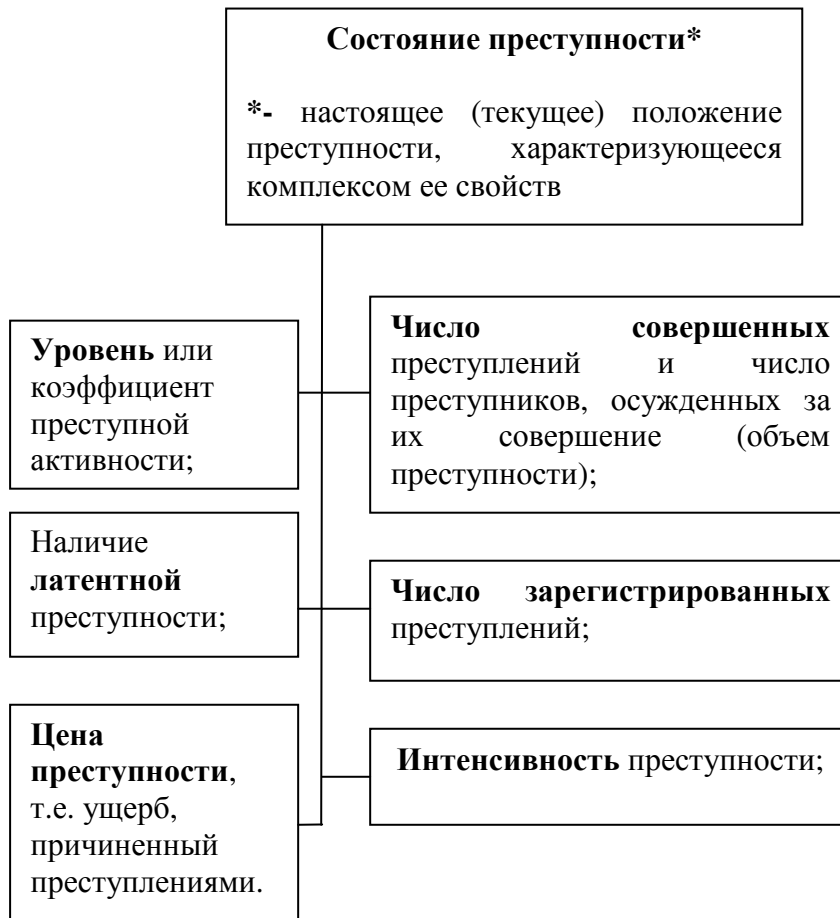 Состояние преступности*
*- настоящее (текущее) положение
преступности, характеризующееся
комплексом ее свойств
Уровень или
коэффициент
преступной
активности;
Число совершенных
преступлений и число
преступников, осужденных за
их совершение (объем
преступности);
Наличие
латентной
преступности;
Число зарегистрированных
преступлений;
Цена
преступности,
т.е. ущерб,
причиненный
преступлениями.
Интенсивность преступности;